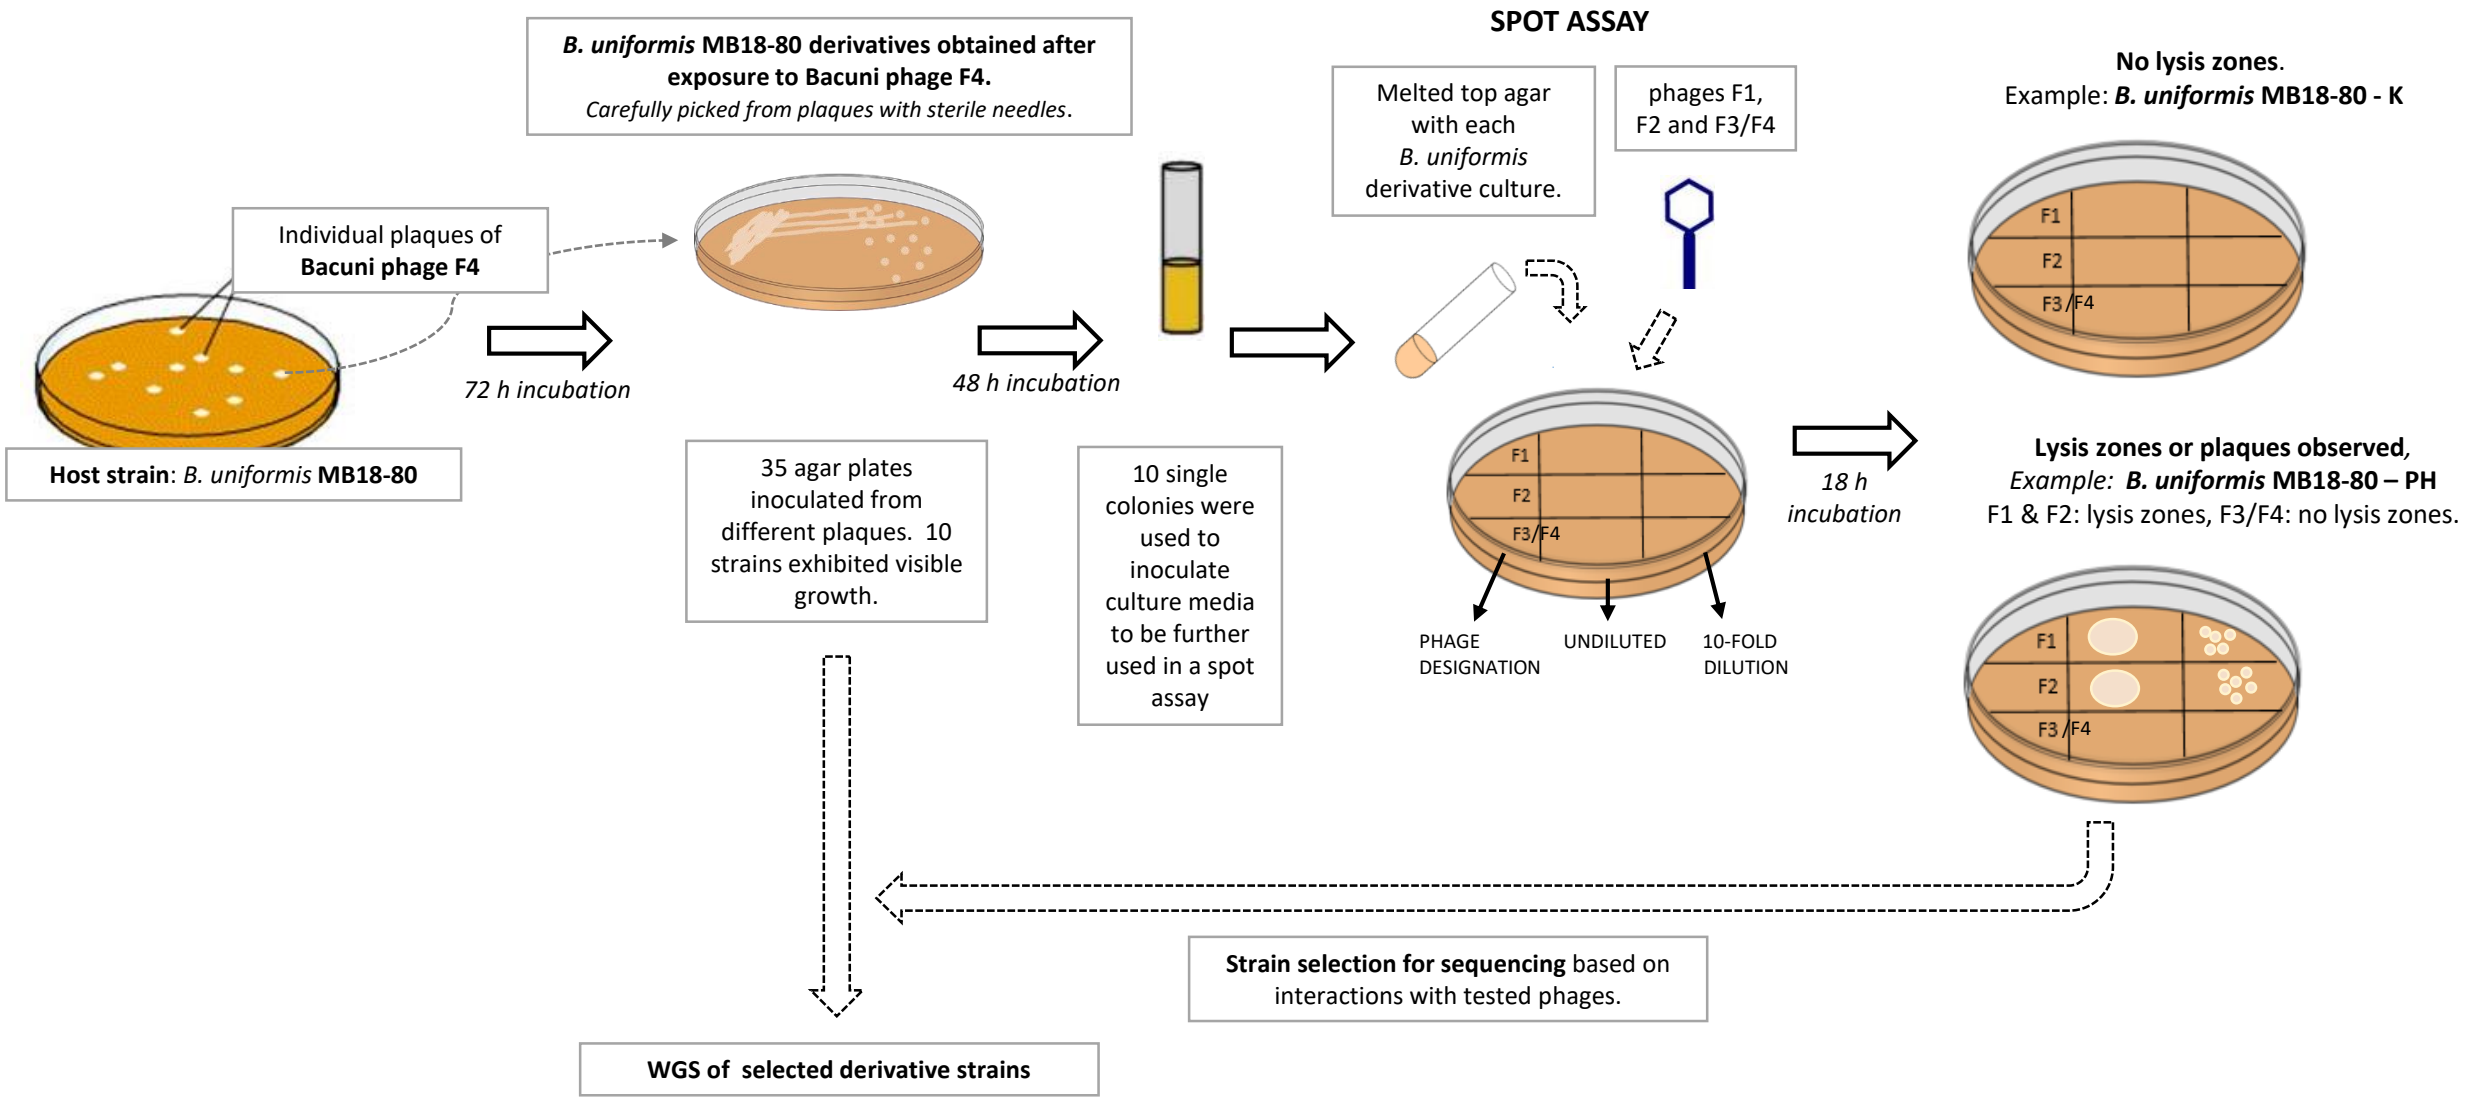 SPOT ASSAY
B. uniformis MB18-80 derivatives obtained after
exposure to Bacuni phage F4.
Carefully picked from plaques with sterile needles.
Individual plaques of
Bacuni phage F4
Host strain: B. uniformis MB18-80
72 h incubation
35 agar plates
inoculated from
different plaques. 10
strains exhibited visible
growth.
48 h incubation
10 single
colonies were
used to
inoculate
culture media
to be further
used in a spot
assay
Melted top agar
with each
B. uniformis
derivative culture.
phages F1,
F2 and F3/F4
F1
F2
F3/F4
PHAGE
DESIGNATION
UNDILUTED
10-FOLD
DILUTION
18 h
incubation
No lysis zones.
Example: B. uniformis MB18-80 - K
F1
F2
F3/F4
Lysis zones or plaques observed,
Example: B. uniformis MB18-80 – PH
F1 & F2: lysis zones, F3/F4: no lysis zones.
F1
F2
F3/F4
Strain selection for sequencing based on
interactions with tested phages.
WGS of selected derivative strains